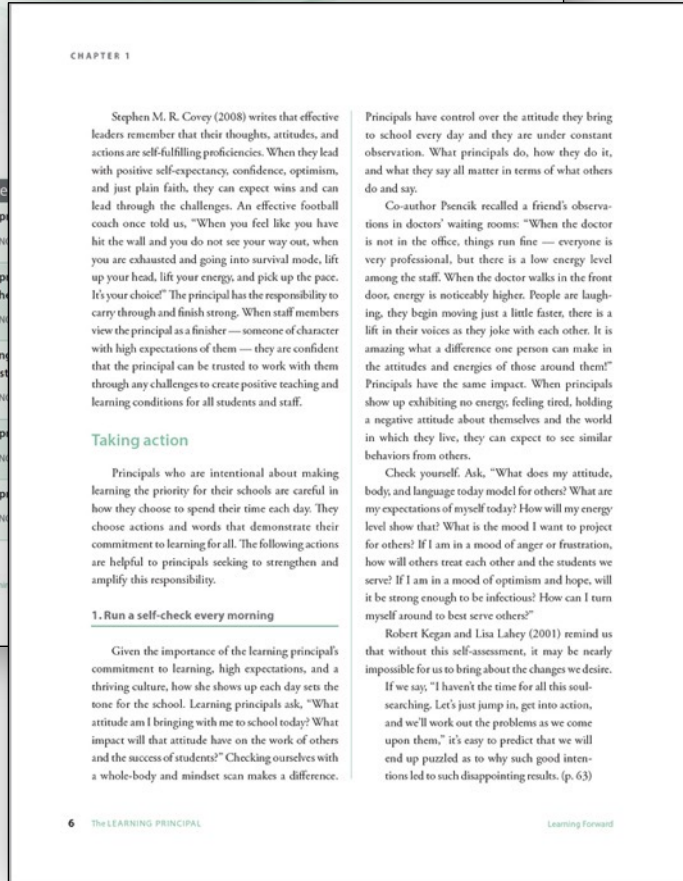 CHAPTER 1
Stephen M. R. Covey (2008) writes that effective
leaders remember that their thoughts, attitudes, and
actions are self-fulfilling proficiencies. When they lead
with positive self-expectancy, confidence, optimism,
and just plain faith, they can expect wins and can
lead through the challenges. An effective football
coach once told us, “When you feel like you have
hit the wall and you do not see your way out, when
you are exhausted and going into survival mode, lift
up your head, lift your energy, and pick up the pace.
It’s your choice!” The principal has the responsibility to
carry through and finish strong. When staff members
view the principal as a finisher — someone of character
with high expectations of them — they are confident
that the principal can be trusted to work with them
through any challenges to create positive teaching and
learning conditions for all students and staff.
Taking action
Principals who are intentional about making
learning the priority for their schools are careful in
how they choose to spend their time each day. They
choose actions and words that demonstrate their
commitment to learning for all. The following actions
are helpful to principals seeking to strengthen and
amplify this responsibility.
1. Run a self-check every morning
Given the importance of the learning principal’s
commitment to learning, high expectations, and a
thriving culture, how she shows up each day sets the
tone for the school. Learning principals ask, “What
attitude am I bringing with me to school today? What
impact will that attitude have on the work of others
and the success of students?” Checking ourselves with
a whole-body and mindset scan makes a difference.
Principals have control over the attitude they bring
to school every day and they are under constant
observation. What principals do, how they do it,
and what they say all matter in terms of what others
do and say.
Co-author Psencik recalled a friend’s observa-
tions in doctors’ waiting rooms: “When the doctor
is not in the office, things run fine — everyone is
very professional, but there is a low energy level
among the staff. When the doctor walks in the front
door, energy is noticeably higher. People are laugh-
ing, they begin moving just a little faster, there is a
lift in their voices as they joke with each other. It is
amazing what a difference one person can make in
the attitudes and energies of those around them!”
Principals have the same impact. When principals
show up exhibiting no energy, feeling tired, holding
a negative attitude about themselves and the world
in which they live, they can expect to see similar
behaviors from others.
Check yourself. Ask, “What does my attitude,
body, and language today model for others? What are
my expectations of myself today? How will my energy
level show that? What is the mood I want to project
for others? If I am in a mood of anger or frustration,
how will others treat each other and the students we
serve? If I am in a mood of optimism and hope, will
it be strong enough to be infectious? How can I turn
myself around to best serve others?”
Robert Kegan and Lisa Lahey (2001) remind us
that without this self-assessment, it may be nearly
impossible for us to bring about the changes we desire.
If we say, “I haven’t the time for all this soul-
searching. Let’s just jump in, get into action,
and we’ll work out the problems as we come
upon them,” it’s easy to predict that we will
end up puzzled as to why such good inten-
tions led to such disappointing results. (p. 63)
6 The LEARNING PRINCIPAL
Learning Forward